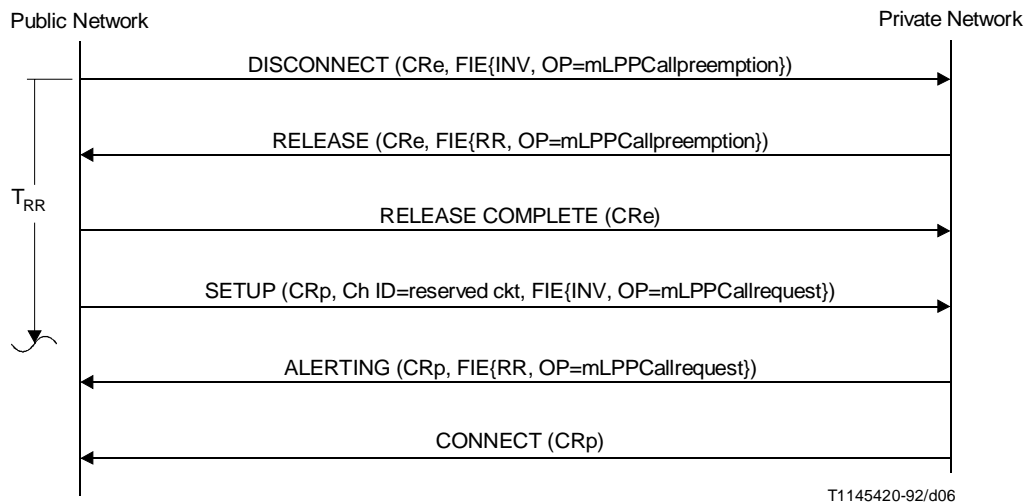 Public Network
Private Network
DISCONNECT (CRe, FIE{INV, OP=mLPPCallpreemption})
RELEASE (CRe, FIE{RR, OP=mLPPCallpreemption})
TRR
RELEASE COMPLETE (CRe)
SETUP (CRp, Ch ID=reserved ckt, FIE{INV, OP=mLPPCallrequest})
ALERTING (CRp, FIE{RR, OP=mLPPCallrequest})
CONNECT (CRp)
T1145420-92/d06